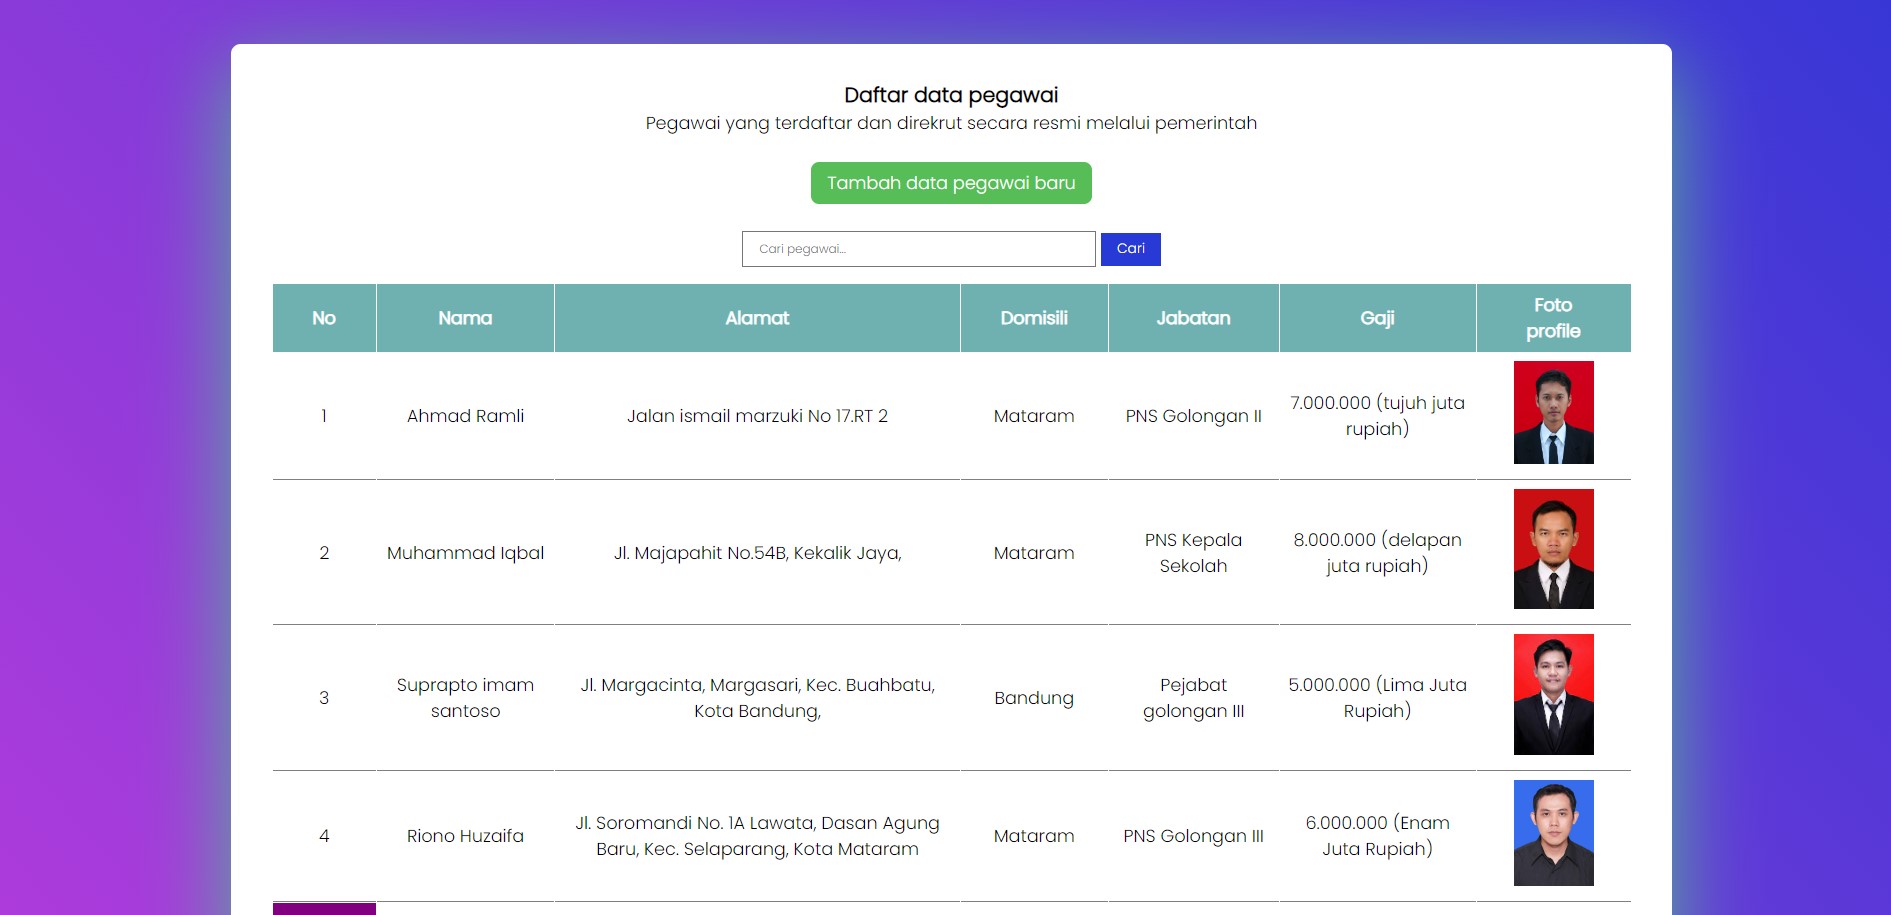 Daftar data pegawai
Pegawai yang terdaftar dan direkrut secara resmi melalui pemerintah
Tambah data pegawai baru
Cari pegawai... Cari
No Nama Alamat Domisili Jabatan Gaji Foto profile
1 Ahmad Ramli Jalan ismail marzuki No 17.RT 2 Mataram PNS Golongan II 7.000.000 (tujuh juta
rupiah)
2 Muhammad Iqbal Jl. Majapahit No.54B, Kekalik Jaya, Mataram PNS Kepala 8.000.000 (delapan
Sekolah juta rupiah)
3 Suprapto imam Jl. Margacinta, Margasari, Kec. Buahbatu, Bandung Pejabat 5.000.000 (Lima Juta
santoso Kota Bandung, golongan III Rupiah)
4 Riono Huzaifa Jl. Soromandi No. 1A Lawata, Dasan Agung Mataram PNS Golongan III 6.000.000 (Enam
Baru, Kec. Selaparang, Kota Mataram Juta Rupiah)